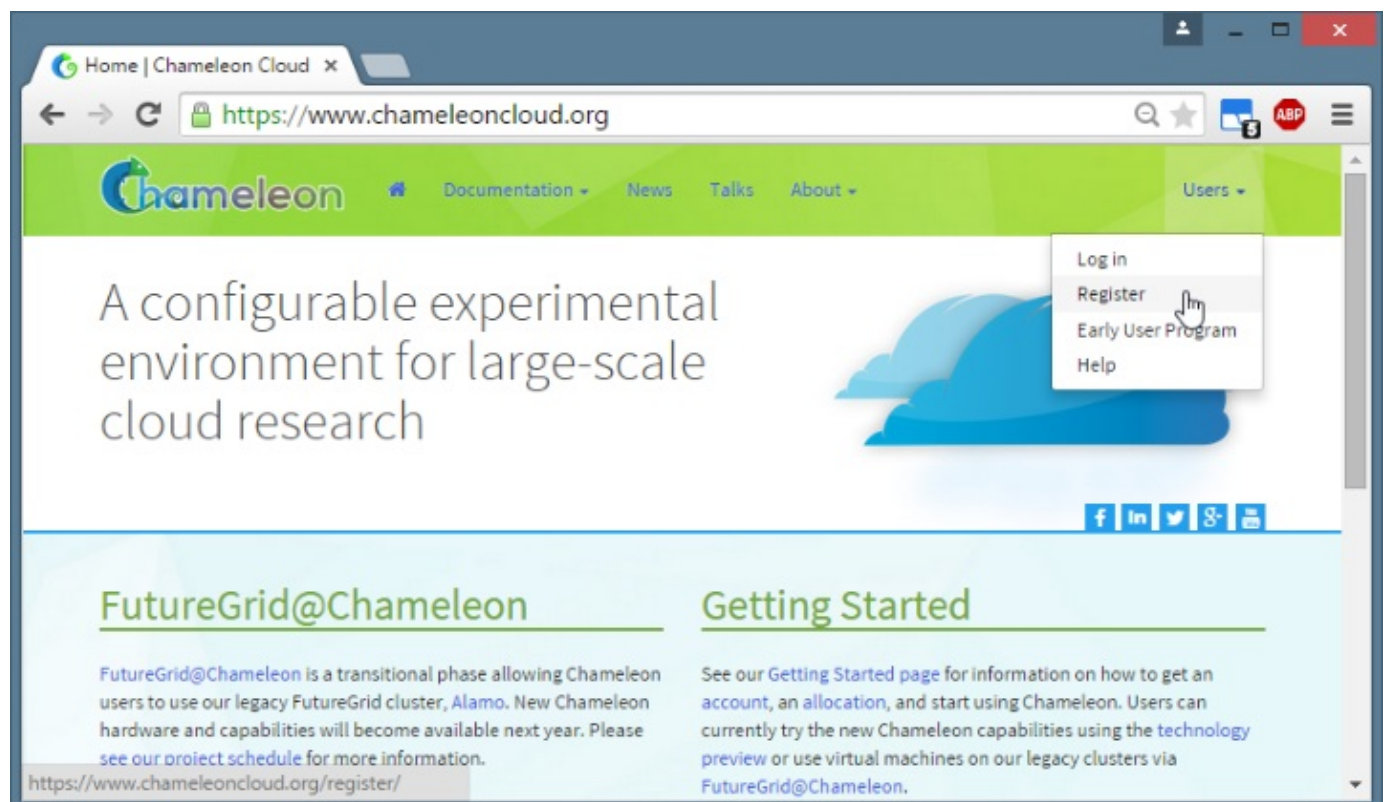 Home | Chameleon Cloud
https://www.chameleoncloud.org
5
ABP
Chameleon
Documentation
News
Talks
About
Users
Log in
Register
Early User Program
Help
A configurable experimental
environment for large-scale
cloud research
f in 8+
FutureGrid@Chameleon
FutureGrid@Chameleon is a transitional phase allowing Chameleon
users to use our legacy FutureGrid cluster, Alamo. New Chameleon
hardware and capabilities will become available next year. Please
see our project schedule for more information.
Getting Started
See our Getting Started page for information on how to get an
account, an allocation, and start using Chameleon. Users can
currently try the new Chameleon capabilities using the technology
preview or use virtual machines on our legacy clusters via
FutureGrid@Chameleon.
https://www.chameleoncloud.org/register/